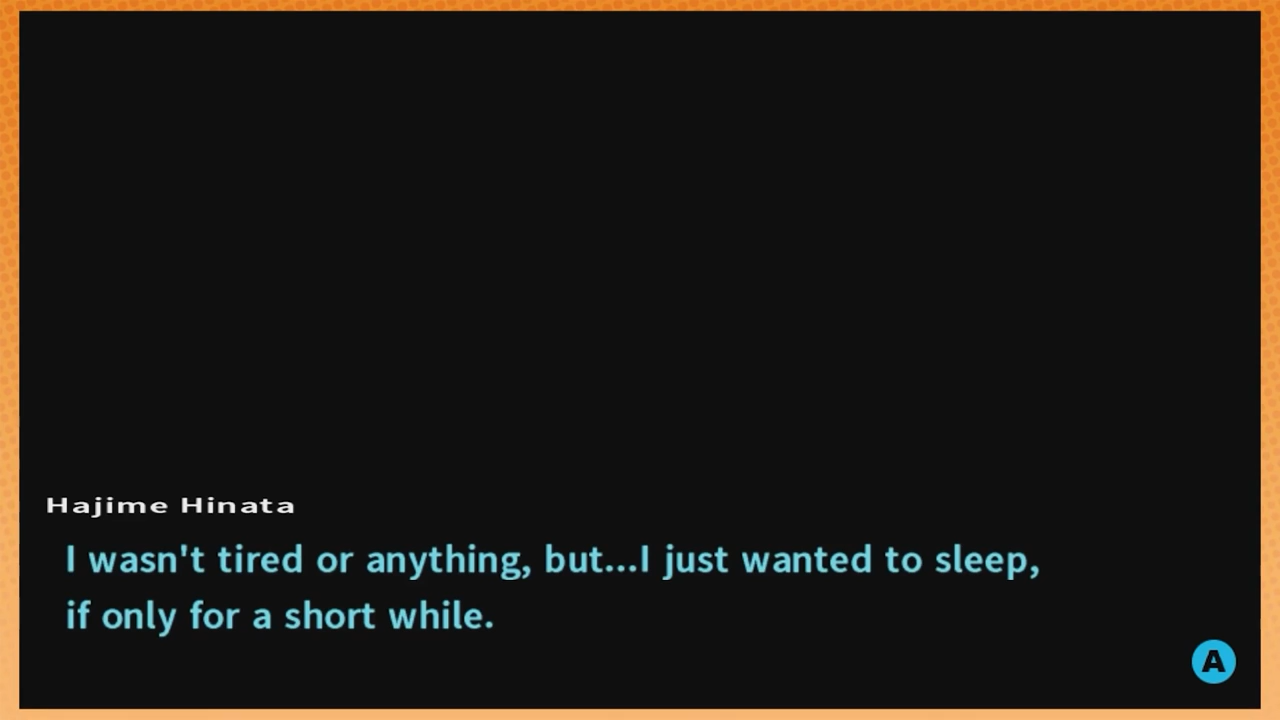 Hajime Hinata
I wasn't tired or anything, but...I just wanted to sleep,
if only for a short while.
A